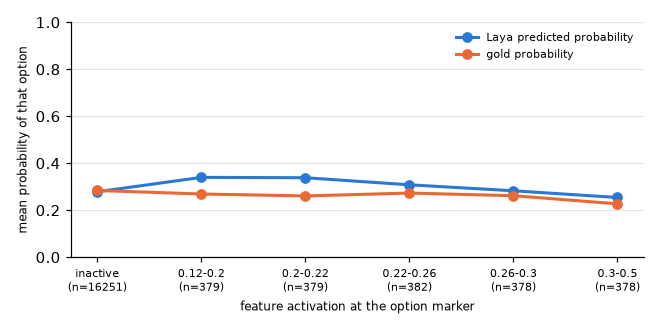 Laya predicted probability
gold probability
mean probability of that option
1.0
0.8
0.6
0.4
0.2
0.0
inactive
(n=16251)
0.12-0.2
(n=379)
0.2-0.22
(n=379)
0.22-0.26
(n=382)
0.26-0.3
(n=378)
0.3-0.5
(n=378)
feature activation at the option marker